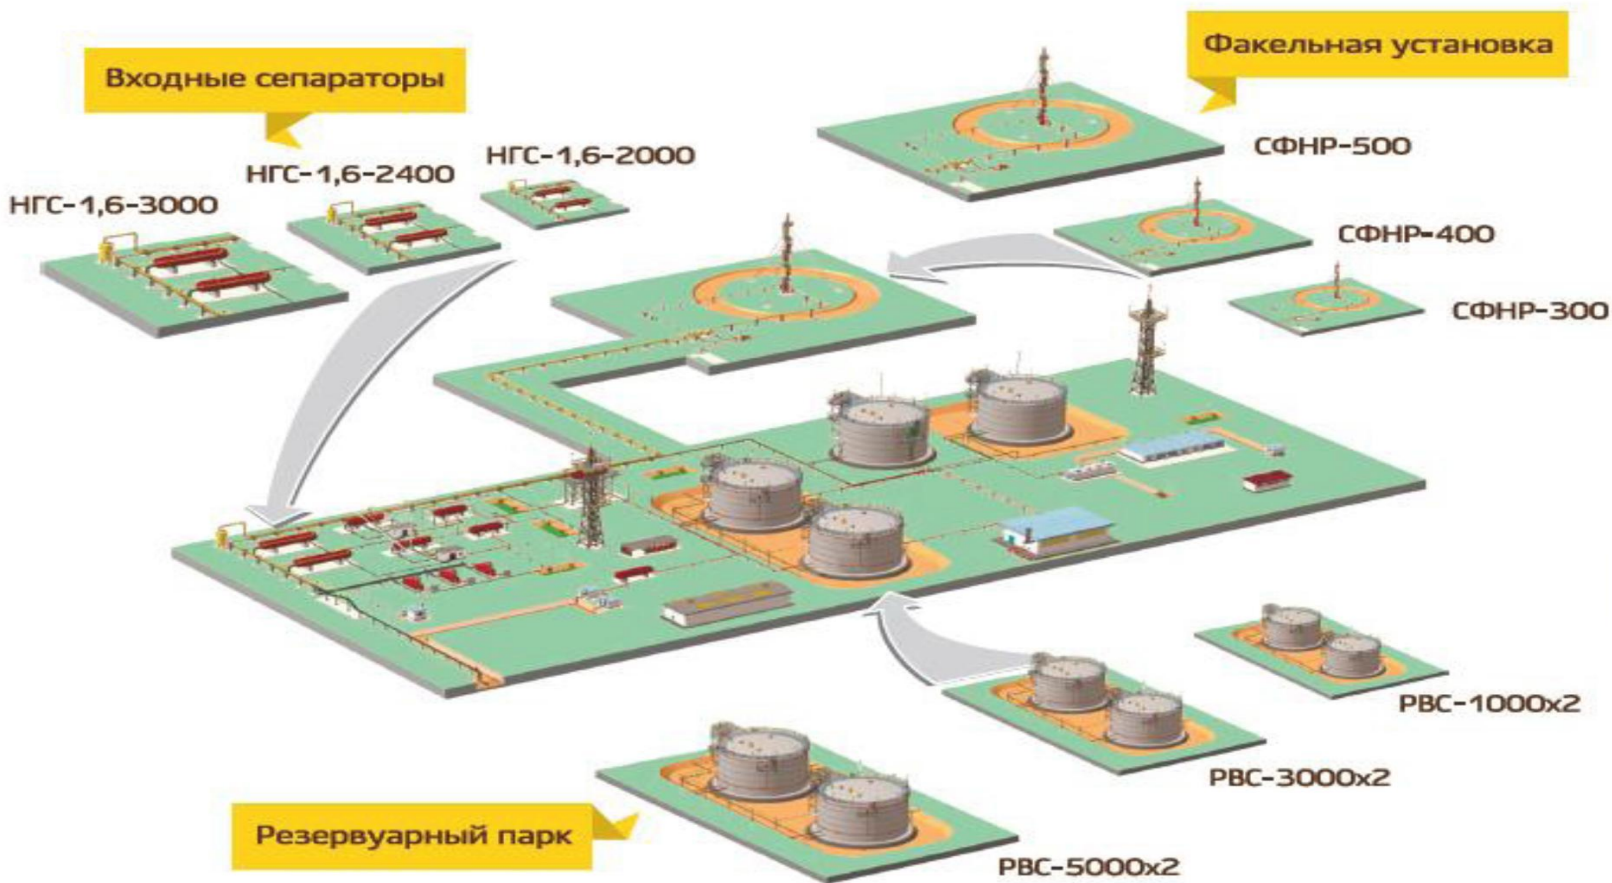 Входные сепараторы
НГС-1,6-3000
НГС-1,6-2400
НГС-1,6-2000
Факельная установка
СФНР-500
СФНР-400
СФНР-300
РВС-1000х2
РВС-3000х2
РВС-5000х2
Резервуарный парк